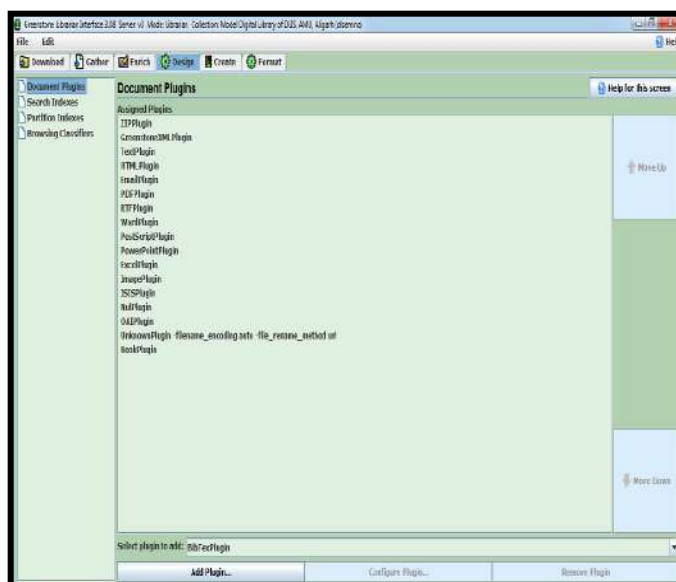 Greenstone Librarian Interface 3.08 Server v3 Mode: Librarian Collection: Model Digital Library of DLIS, AMU, Aligarh
File Edit
Help
Download Gather Enrich Design Create Format
Document Plugins
Search Indexes
Partition Indexes
Browsing Classifiers
Document Plugins
Help for this screen
Assigned Plugins
ZIPPlugin
GreenstoneXMLPlugin
TextPlugin
HTMLPlugin
EmailPlugin
PDFPlugin
RTFPlugin
WordPlugin
PostScriptPlugin
PowerPointPlugin
ExcelPlugin
ImagePlugin
ISISPlugin
NulPlugin
OAIPlugin
UnknownPlugin -filename_encoding auto -file_rename_method url
BookPlugin
Move Up
Move Down
Select plugin to add: BibTexPlugin
Add Plugin... Configure Plugin... Remove Plugin